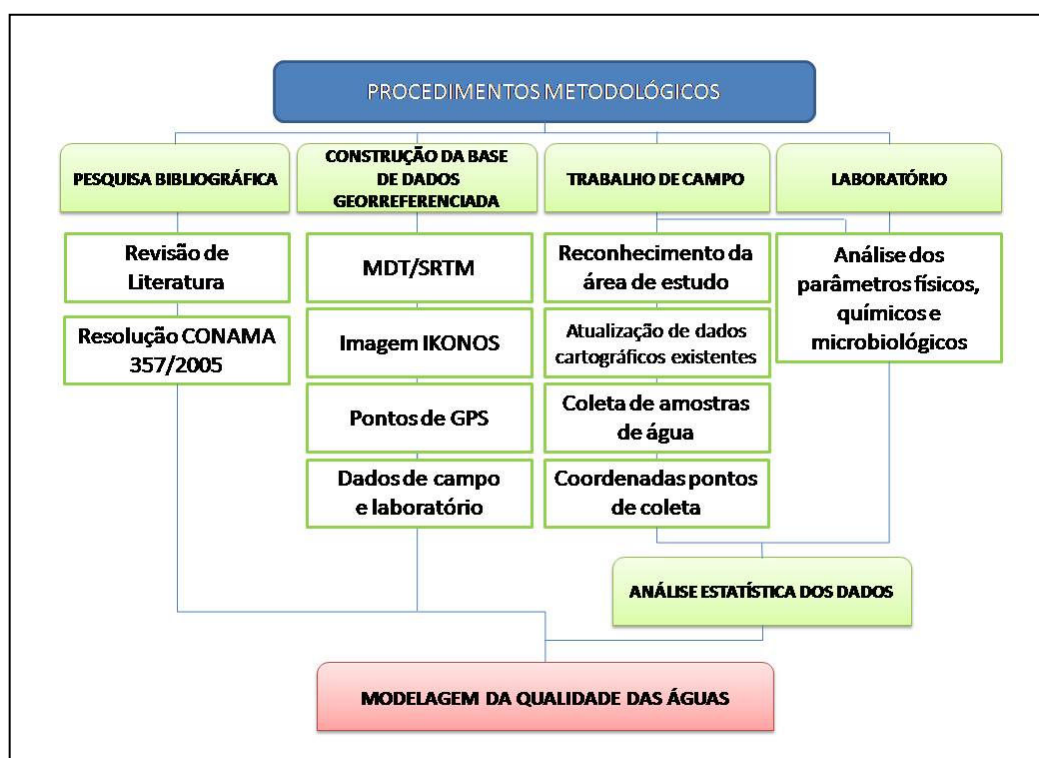 PROCEDIMENTOS METODOLÓGICOS
PESQUISA BIBLIOGRÁFICA
Revisão de
Literatura
Resolução CONAMA
357/2005
CONSTRUÇÃO DA BASE
DE DADOS
GEORREFERENCIADA
MDT/SRTM
Imagem IKONOS
Pontos de GPS
Dados de campo
e laboratório
TRABALHO DE CAMPO
Reconhecimento da
área de estudo
Atualização de dados
cartográficos existentes
Coleta de amostras
de água
Coordenadas pontos
de coleta
LABORATÓRIO
Análise dos
parâmetros físicos,
químicos e
microbiológicos
ANÁLISE ESTATÍSTICA DOS DADOS
MODELAGEM DA QUALIDADE DAS ÁGUAS